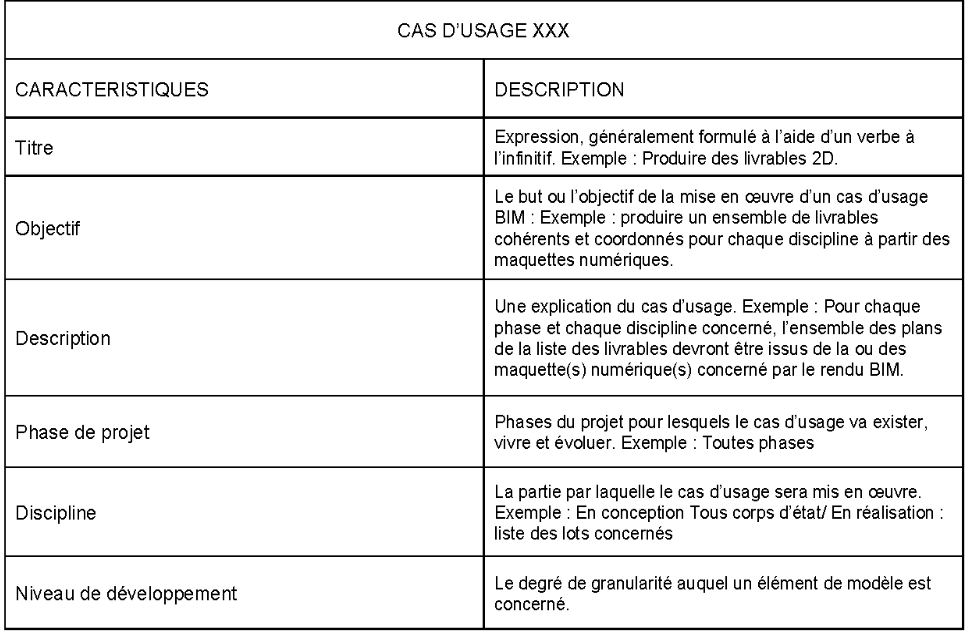 CAS D'USAGE XXX
CARACTERISTIQUES
DESCRIPTION
Titre
Expression, généralement formulé à l'aide d'un verbe à
l'infinitif. Exemple : Produire des livrables 2D.
Objectif
Le but ou l'objectif de la mise en œuvre d'un cas d'usage
BIM : Exemple : produire un ensemble de livrables
cohérents et coordonnés pour chaque discipline à partir des
maquettes numériques.
Description
Une explication du cas d'usage. Exemple : Pour chaque
phase et chaque discipline concerné, l'ensemble des plans
de la liste des livrables devront être issus de la ou des
maquette(s) numérique(s) concerné par le rendu BIM.
Phase de projet
Phases du projet pour lesquels le cas d'usage va exister,
vivre et évoluer. Exemple : Toutes phases
Discipline
La partie par laquelle le cas d'usage sera mis en œuvre.
Exemple : En conception Tous corps d'état/ En réalisation :
liste des lots concernés
Niveau de développement
Le degré de granularité auquel un élément de modèle est
concerné.